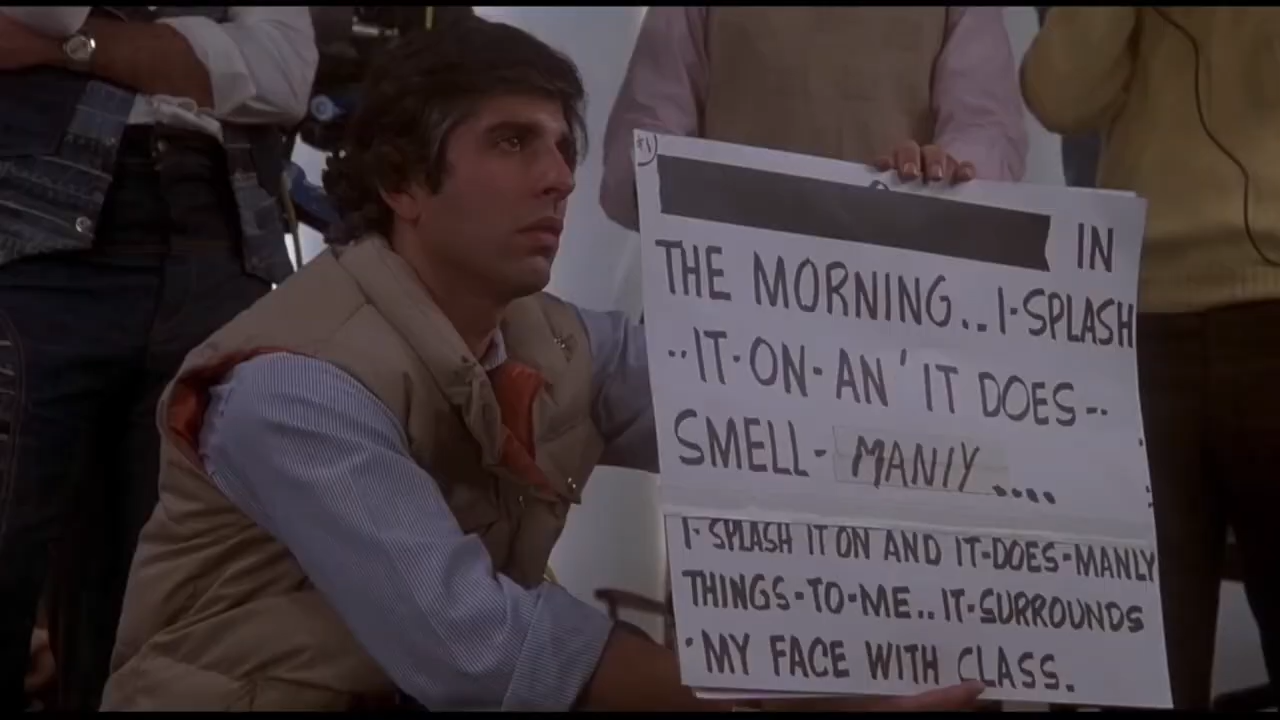 IN
THE MORNING.. I-SPLASH
..IT-ON-AN' IT DOES--
SMELL- MANLY....
I-SPLASH IT ON AND IT-DOES-MANLY
THINGS-TO-ME.. IT-SURROUNDS
-MY FACE WITH CLASS.